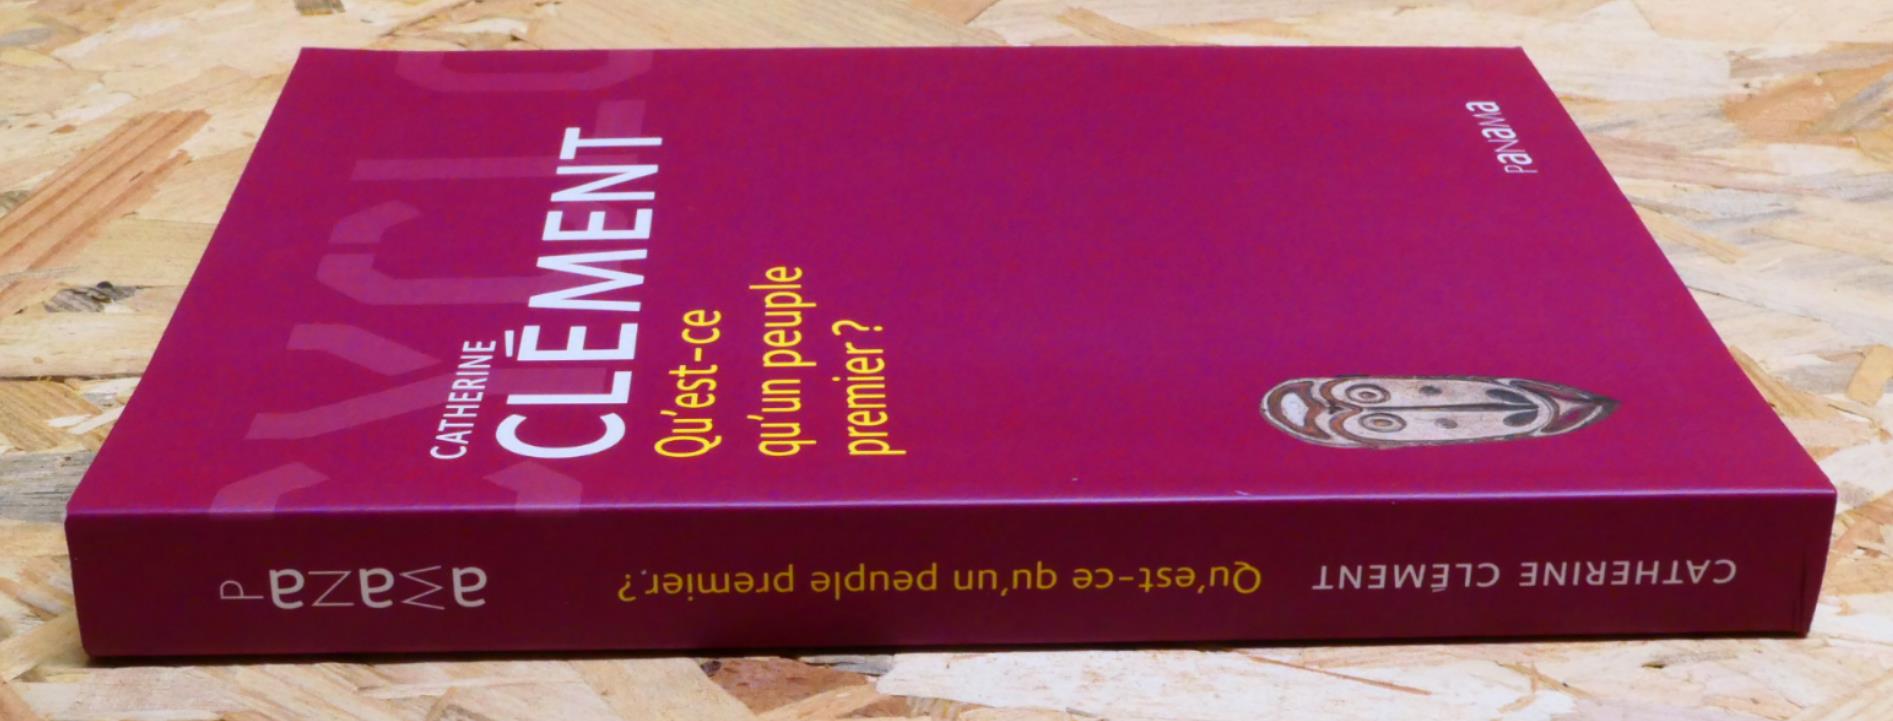 CATHERINE
CLÉMENT
Qu'est-ce
qu'un peuple
premier ?
PaNaMa
CATHERINE CLÉMENT
Qu'est-ce qu'un peuple premier ?
PaNaMa